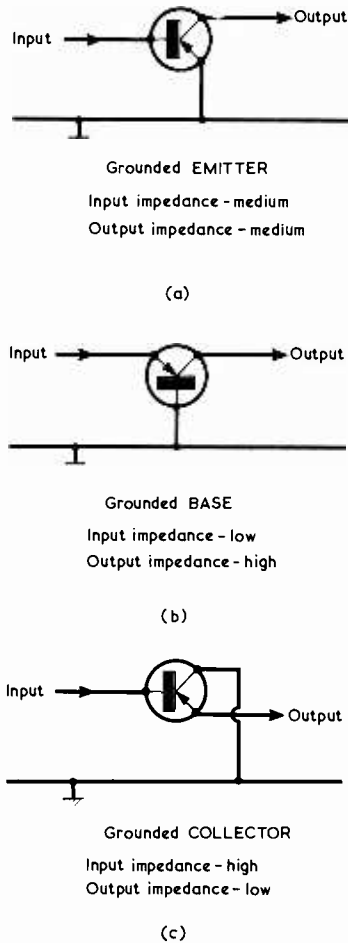 Input
Output
Grounded EMITTER
Input impedance - medium
Output impedance - medium
(a)
Input
Output
Grounded BASE
Input impedance - low
Output impedance - high
(b)
Input
Output
Grounded COLLECTOR
Input impedance - high
Output impedance - low
(c)